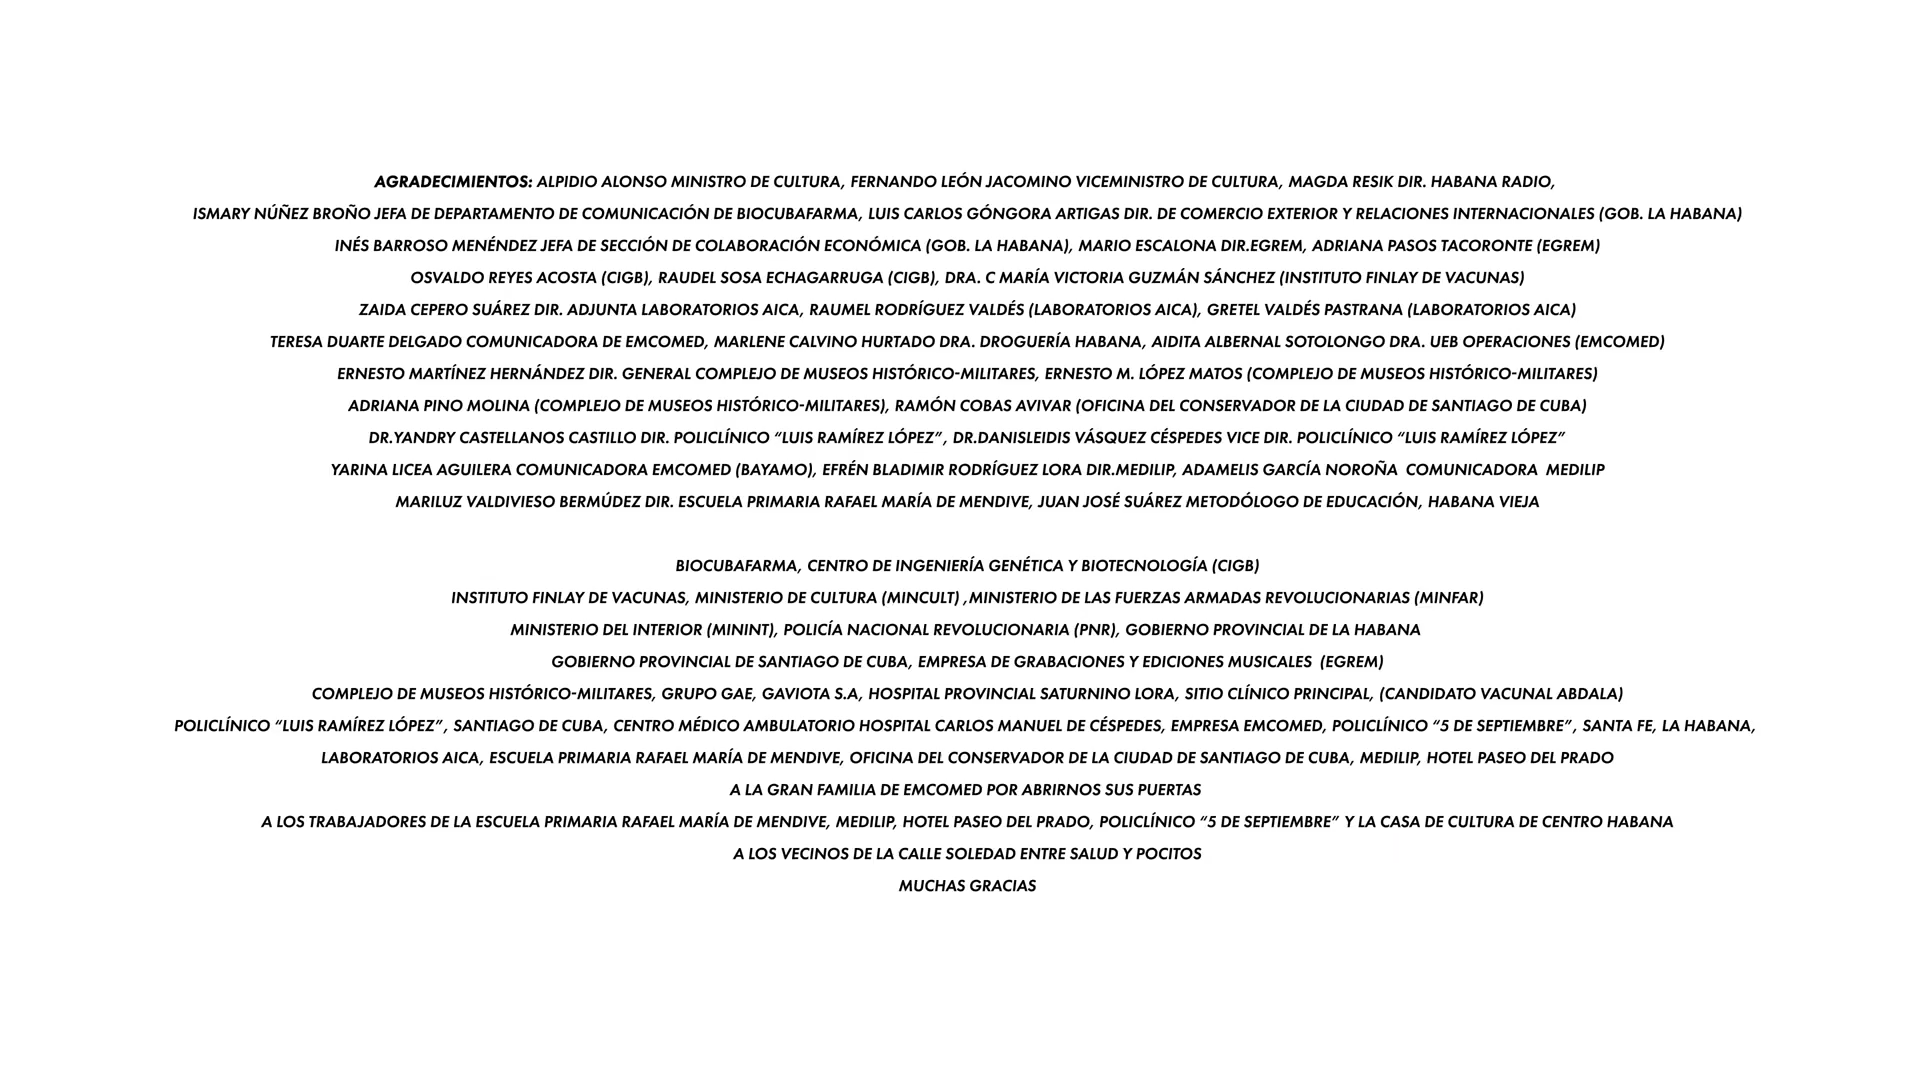 AGRADECIMIENTOS: ALPIDIO ALONSO MINISTRO DE CULTURA, FERNANDO LEÓN JACOMINO VICEMINISTRO DE CULTURA, MAGDA RESIK DIR. HABANA RADIO,
ISMARY NÚÑEZ BROÑO JEFA DE DEPARTAMENTO DE COMUNICACIÓN DE BIOCUBAFARMA, LUIS CARLOS GÓNGORA ARTIGAS DIR. DE COMERCIO EXTERIOR Y RELACIONES INTERNACIONALES (GOB. LA HABANA)
INÉS BARROSO MENÉNDEZ JEFA DE SECCIÓN DE COLABORACIÓN ECONÓMICA (GOB. LA HABANA), MARIO ESCALONA DIR.EGREM, ADRIANA PASOS TACORONTE (EGREM)
OSVALDO REYES ACOSTA (CIGB), RAUDEL SOSA ECHAGARRUGA (CIGB), DRA. C MARÍA VICTORIA GUZMÁN SÁNCHEZ (INSTITUTO FINLAY DE VACUNAS)
ZAIDA CEPERO SUÁREZ DIR. ADJUNTA LABORATORIOS AICA, RAUMEL RODRÍGUEZ VALDÉS (LABORATORIOS AICA), GRETEL VALDÉS PASTRANA (LABORATORIOS AICA)
TERESA DUARTE DELGADO COMUNICADORA DE EMCOMED, MARLENE CALVINO HURTADO DRA. DROGUERÍA HABANA, AIDITA ALBERNAL SOTOLONGO DRA. UEB OPERACIONES (EMCOMED)
ERNESTO MARTÍNEZ HERNÁNDEZ DIR. GENERAL COMPLEJO DE MUSEOS HISTÓRICO-MILITARES, ERNESTO M. LÓPEZ MATOS (COMPLEJO DE MUSEOS HISTÓRICO-MILITARES)
ADRIANA PINO MOLINA (COMPLEJO DE MUSEOS HISTÓRICO-MILITARES), RAMÓN COBAS AVIVAR (OFICINA DEL CONSERVADOR DE LA CIUDAD DE SANTIAGO DE CUBA)
DR.YANDRY CASTELLANOS CASTILLO DIR. POLICLÍNICO “LUIS RAMÍREZ LÓPEZ”, DR.DANISLEIDIS VÁSQUEZ CÉSPEDES VICE DIR. POLICLÍNICO “LUIS RAMÍREZ LÓPEZ”
YARINA LICEA AGUILERA COMUNICADORA EMCOMED (BAYAMO), EFRÉN BLADIMIR RODRÍGUEZ LORA DIR.MEDILIP, ADAMELIS GARCÍA NOROÑA  COMUNICADORA  MEDILIP
MARILUZ VALDIVIESO BERMÚDEZ DIR. ESCUELA PRIMARIA RAFAEL MARÍA DE MENDIVE, JUAN JOSÉ SUÁREZ METODÓLOGO DE EDUCACIÓN, HABANA VIEJA
BIOCUBAFARMA, CENTRO DE INGENIERÍA GENÉTICA Y BIOTECNOLOGÍA (CIGB)
INSTITUTO FINLAY DE VACUNAS, MINISTERIO DE CULTURA (MINCULT) ,MINISTERIO DE LAS FUERZAS ARMADAS REVOLUCIONARIAS (MINFAR)
MINISTERIO DEL INTERIOR (MININT), POLICÍA NACIONAL REVOLUCIONARIA (PNR), GOBIERNO PROVINCIAL DE LA HABANA
GOBIERNO PROVINCIAL DE SANTIAGO DE CUBA, EMPRESA DE GRABACIONES Y EDICIONES MUSICALES  (EGREM)
COMPLEJO DE MUSEOS HISTÓRICO-MILITARES, GRUPO GAE, GAVIOTA S.A, HOSPITAL PROVINCIAL SATURNINO LORA, SITIO CLÍNICO PRINCIPAL, (CANDIDATO VACUNAL ABDALA)
POLICLÍNICO “LUIS RAMÍREZ LÓPEZ”, SANTIAGO DE CUBA, CENTRO MÉDICO AMBULATORIO HOSPITAL CARLOS MANUEL DE CÉSPEDES, EMPRESA EMCOMED, POLICLÍNICO “5 DE SEPTIEMBRE”, SANTA FE, LA HABANA,
LABORATORIOS AICA, ESCUELA PRIMARIA RAFAEL MARÍA DE MENDIVE, OFICINA DEL CONSERVADOR DE LA CIUDAD DE SANTIAGO DE CUBA, MEDILIP, HOTEL PASEO DEL PRADO
A LA GRAN FAMILIA DE EMCOMED POR ABRIRNOS SUS PUERTAS
A LOS TRABAJADORES DE LA ESCUELA PRIMARIA RAFAEL MARÍA DE MENDIVE, MEDILIP, HOTEL PASEO DEL PRADO, POLICLÍNICO “5 DE SEPTIEMBRE” Y LA CASA DE CULTURA DE CENTRO HABANA
A LOS VECINOS DE LA CALLE SOLEDAD ENTRE SALUD Y POCITOS
MUCHAS GRACIAS